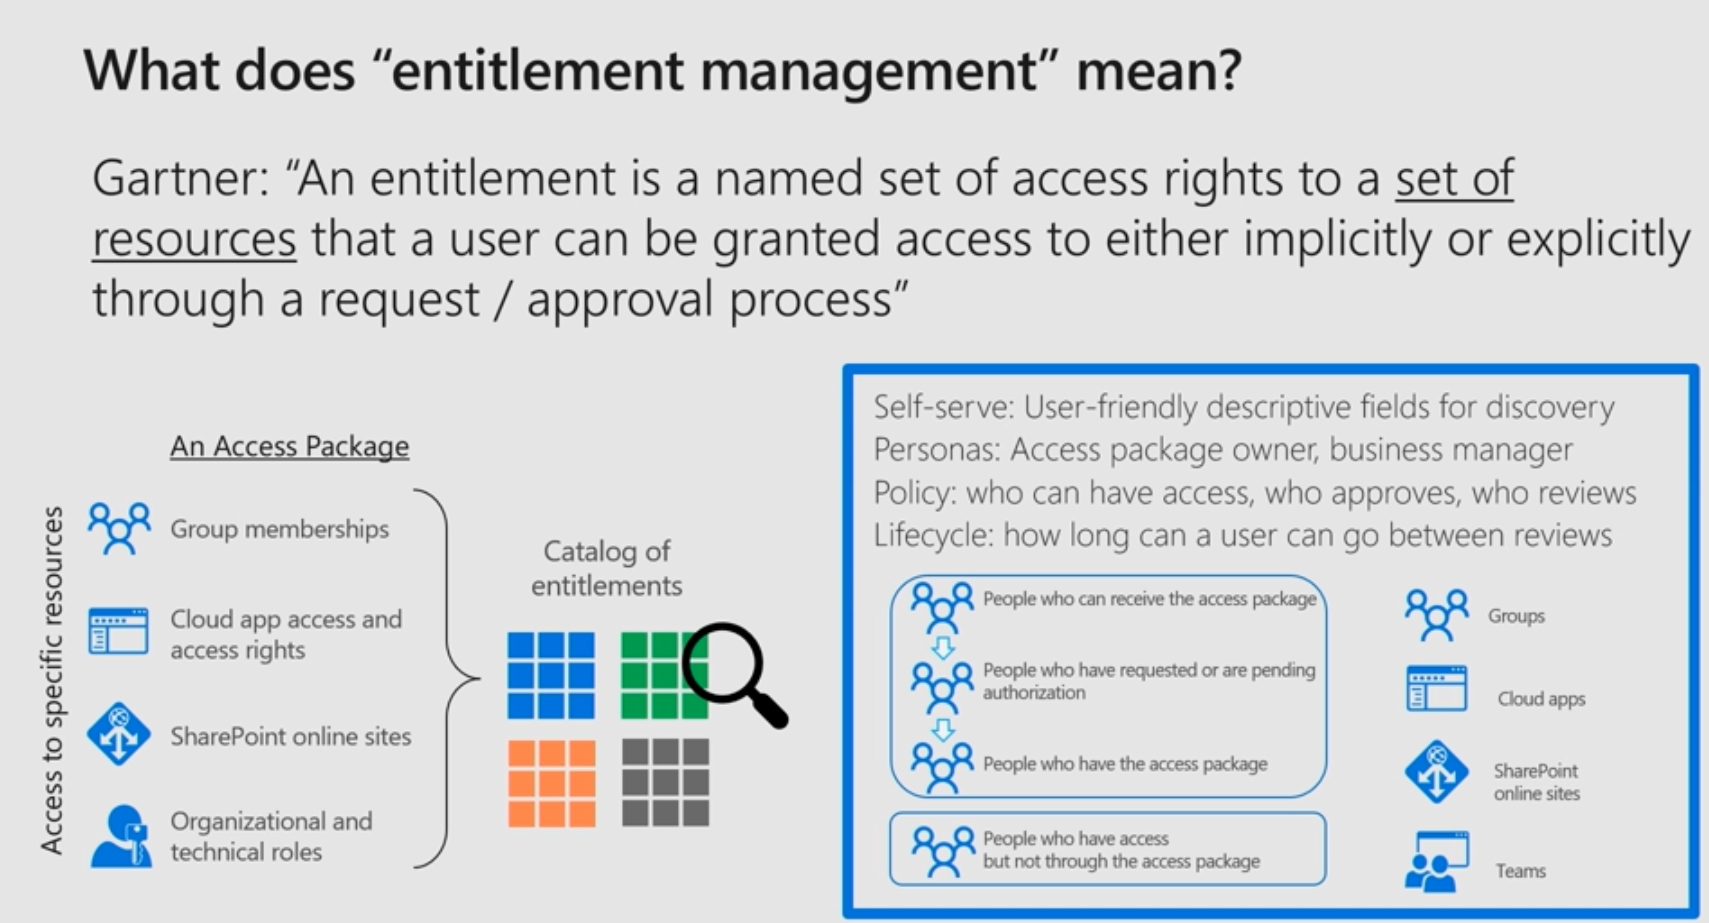 What does “entitlement management” mean?
Gartner: “An entitlement is a named set of access rights to a set of
resources that a user can be granted access to either implicitly or explicitly
through a request / approval process”
Access to specific resources
An Access Package
Group memberships
Cloud app access and
access rights
SharePoint online sites
Organizational and
technical roles
Catalog of
entitlements
Self-serve: User-friendly descriptive fields for discovery
Personas: Access package owner, business manager
Policy: who can have access, who approves, who reviews
Lifecycle: how long can a user can go between reviews
People who can receive the access package
People who have requested or are pending
authorization
People who have the access package
People who have access
but not through the access package
Groups
Cloud apps
SharePoint
online sites
Teams